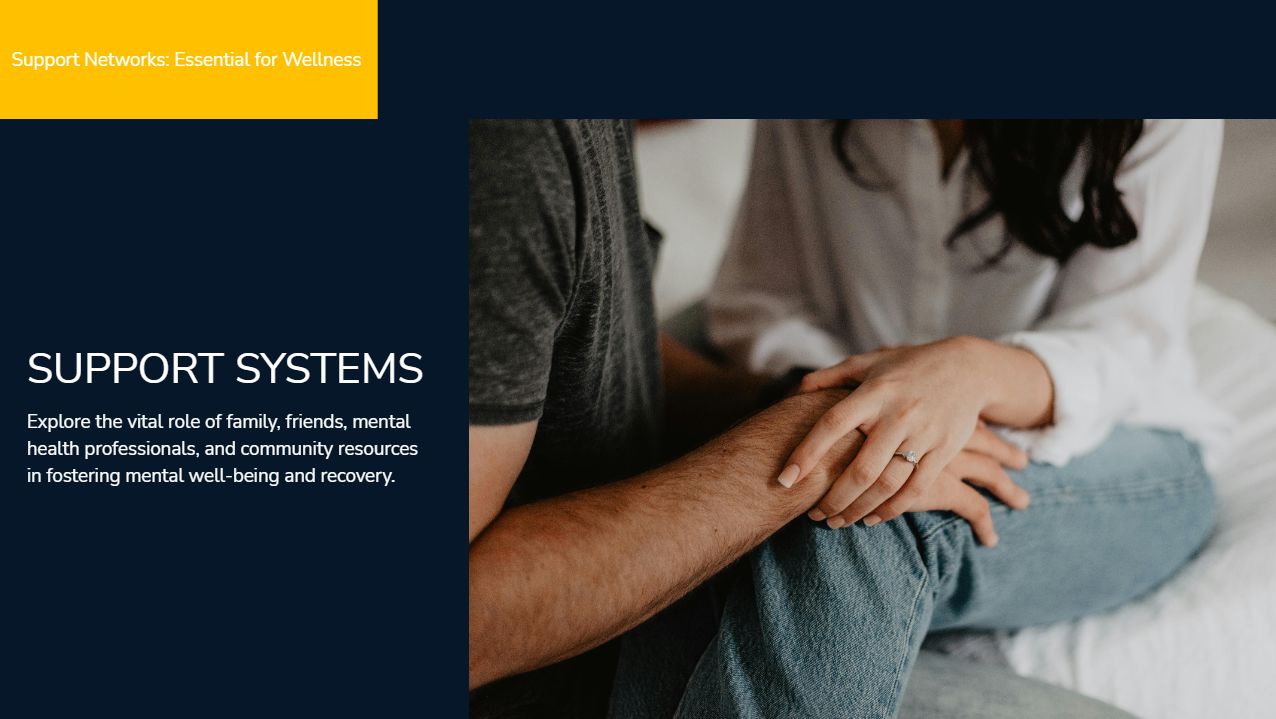 Support Networks: Essential for Wellness
SUPPORT SYSTEMS
Explore the vital role of family, friends, mental
health professionals, and community resources
in fostering mental well-being and recovery.